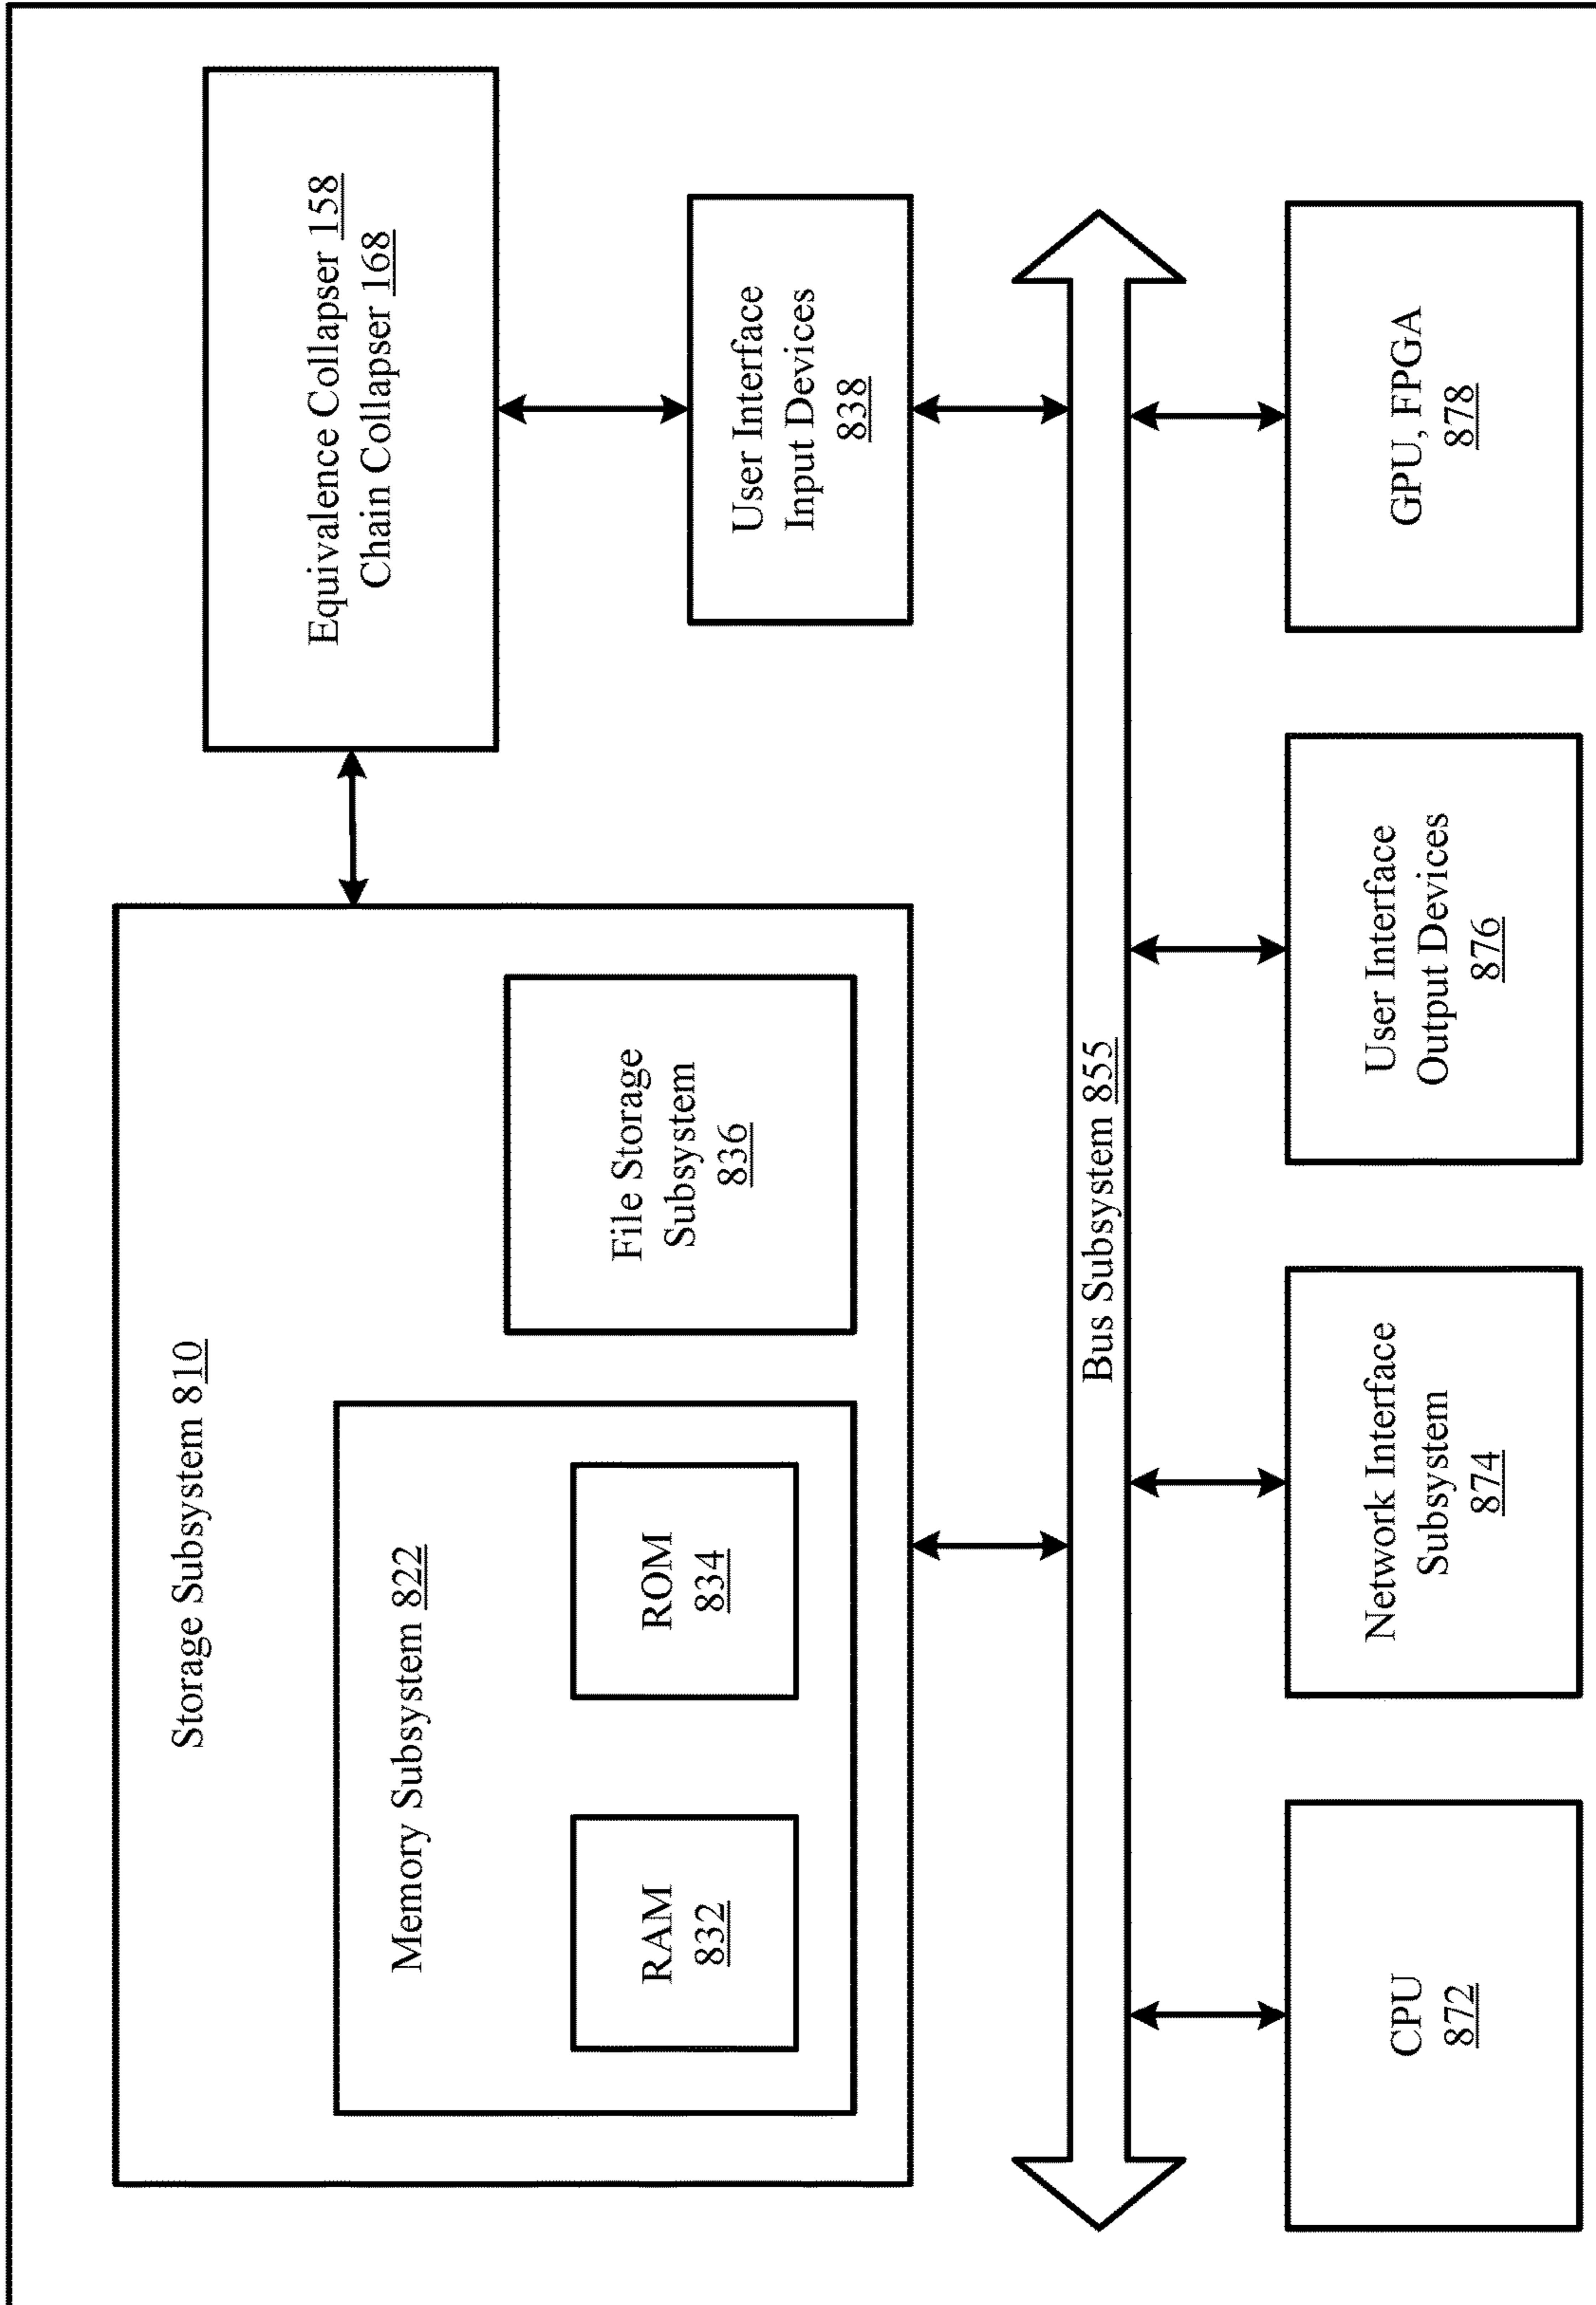 Storage Subsystem 810
Memory Subsystem 822
RAM
832
ROM
834
File Storage
Subsystem
836
Equivalence Collapser 158
Chain Collapser 168
User Interface
Input Devices
838
Bus Subsystem 855
CPU
872
Network Interface
Subsystem
874
User Interface
Output Devices
876
GPU, FPGA
878